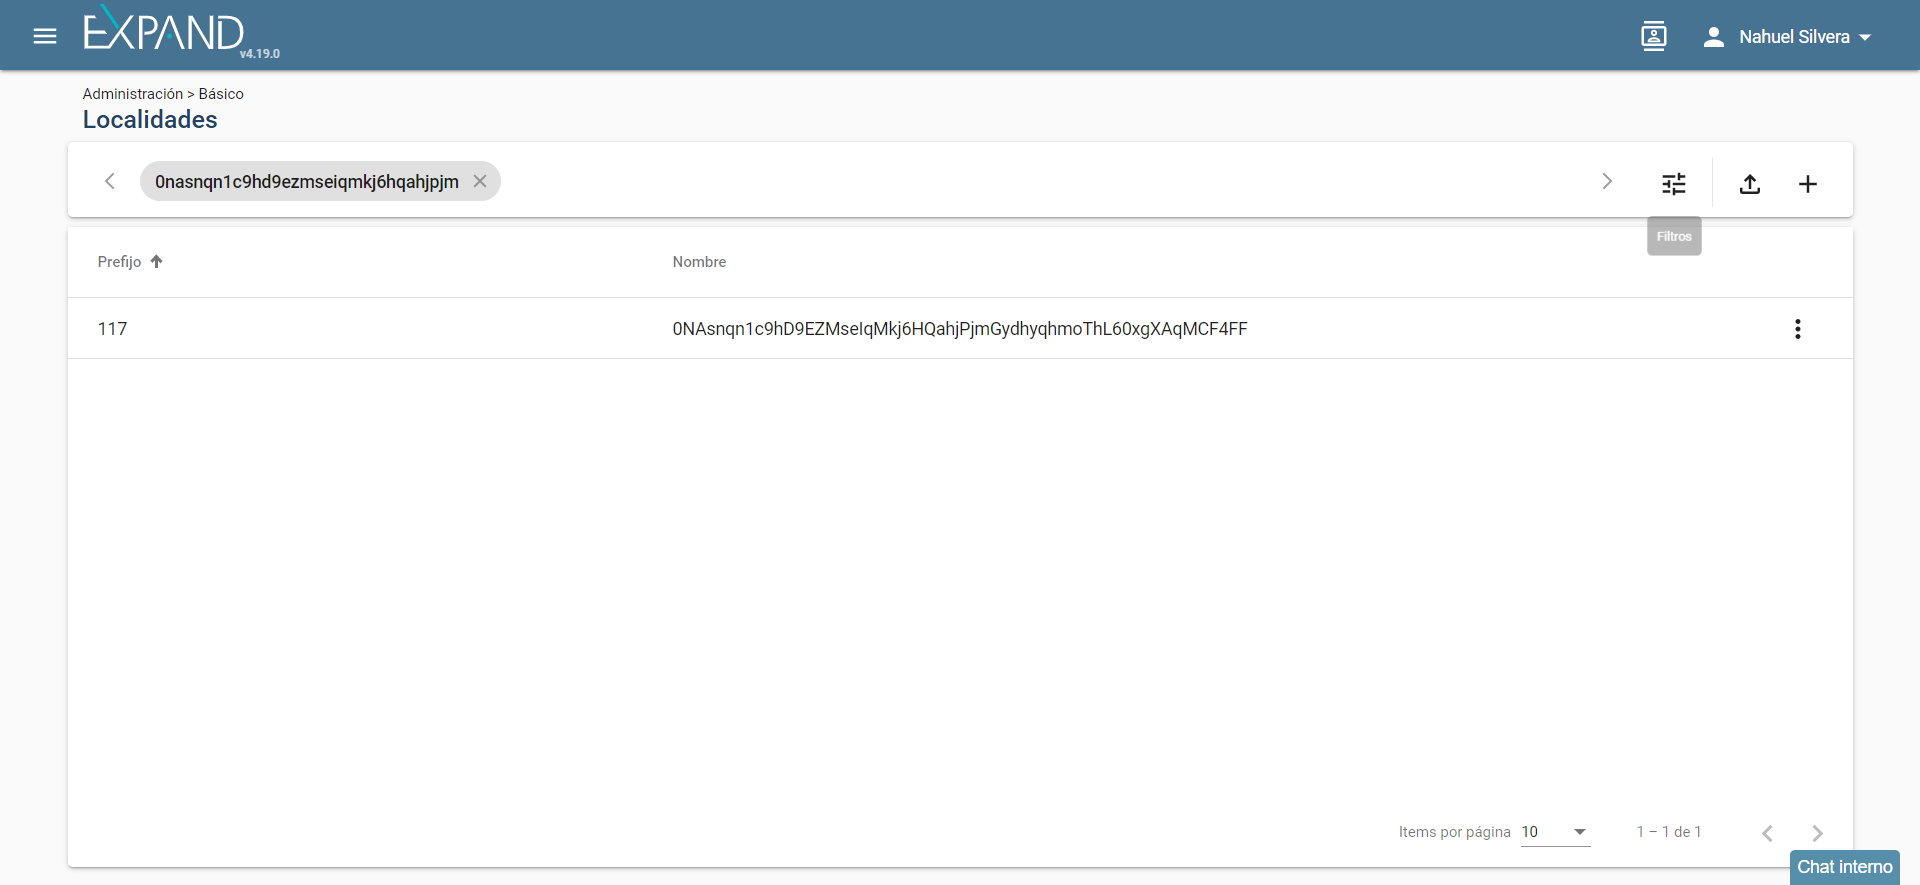 EXPAND
v4.19.0
Nahuel Silvera
Administración > Básico
Localidades
0nasnqn1c9hd9ezmseiqmkj6hqahjpjm
Filtros
Prefijo
Nombre
117
0NAsnqn1c9hD9EZMseIqMkj6HQahjPjmGydhyqhmoThL60xgXAqMCF4FF
Items por página 10
1 – 1 de 1
Chat interno